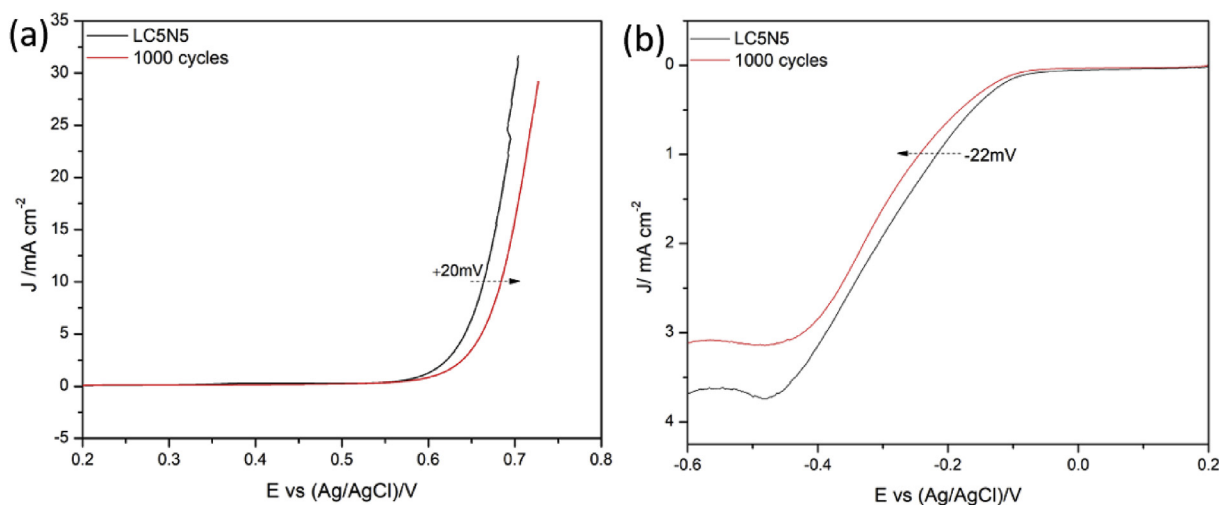 (a)
LC5N5
1000 cycles
35
30
25
20
15
10
5
0
-5
J /mA cm-2
+20mV
0.2 0.3 0.4 0.5 0.6 0.7 0.8
E vs (Ag/AgCl)/V
(b)
LC5N5
1000 cycles
0
1
2
3
4
J/ mA cm-2
-22mV
-0.6 -0.4 -0.2 0.0 0.2
E vs (Ag/AgCl)/V